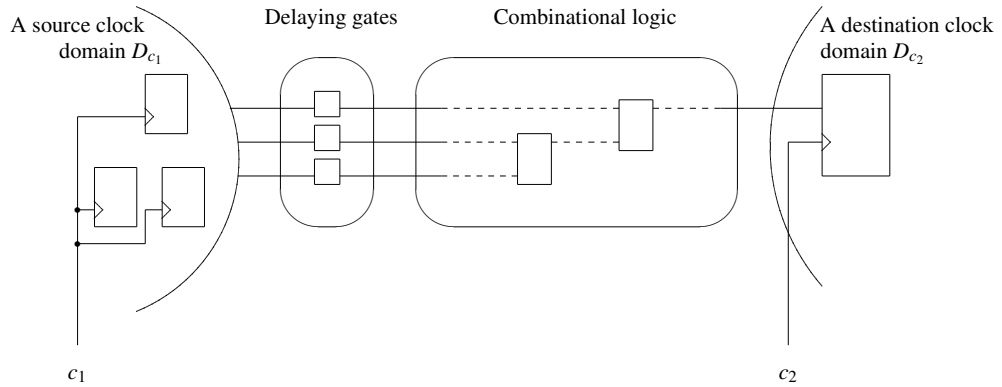 A source clock
domain D_{c_1}
Delaying gates
Combinational logic
A destination clock
domain D_{c_2}
c_1
c_2